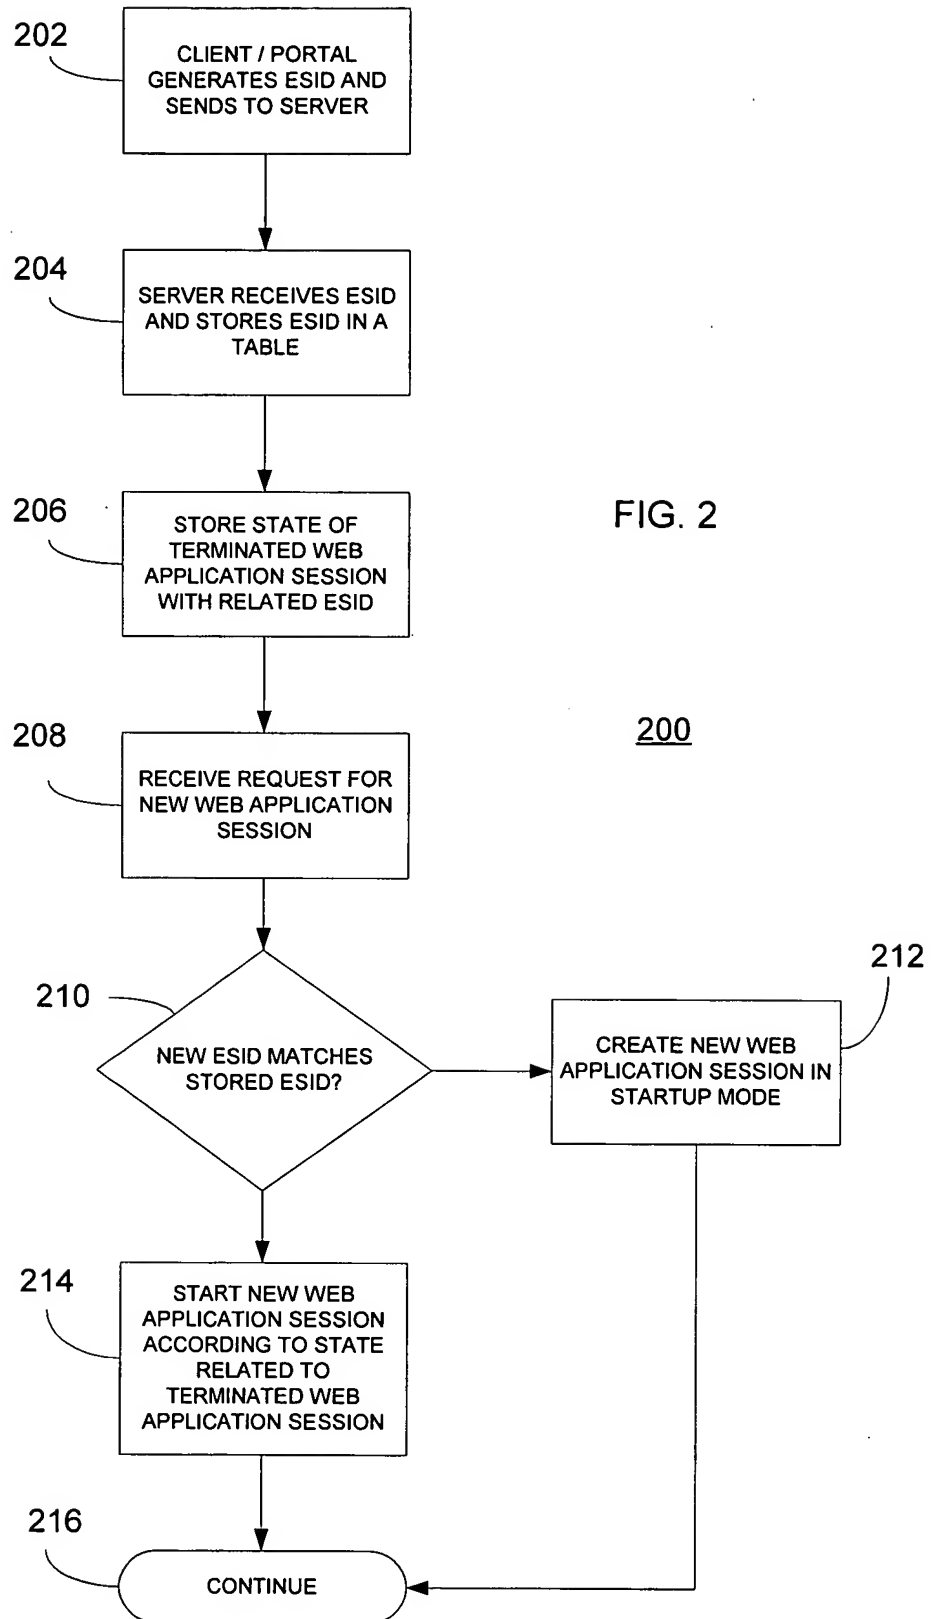 202
CLIENT / PORTAL
GENERATES ESID AND
SENDS TO SERVER
204
SERVER RECEIVES ESID
AND STORES ESID IN A
TABLE
206
STORE STATE OF
TERMINATED WEB
APPLICATION SESSION
WITH RELATED ESID
FIG. 2
208
RECEIVE REQUEST FOR
NEW WEB APPLICATION
SESSION
200
210
NEW ESID MATCHES
STORED ESID?
212
CREATE NEW WEB
APPLICATION SESSION IN
STARTUP MODE
214
START NEW WEB
APPLICATION SESSION
ACCORDING TO STATE
RELATED TO
TERMINATED WEB
APPLICATION SESSION
216
CONTINUE